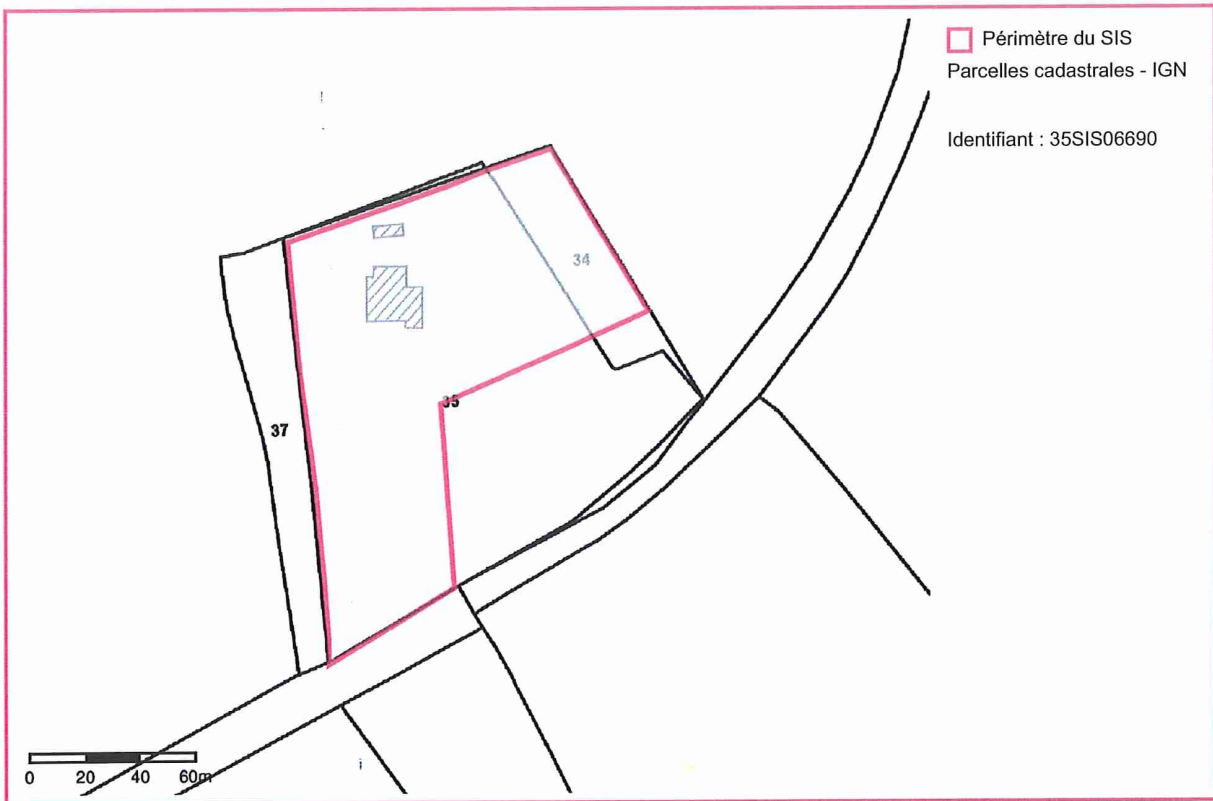 Périmètre du SIS
Parcelles cadastrales - IGN
Identifiant : 35SIS06690
34
35
37
0 20 40 60m